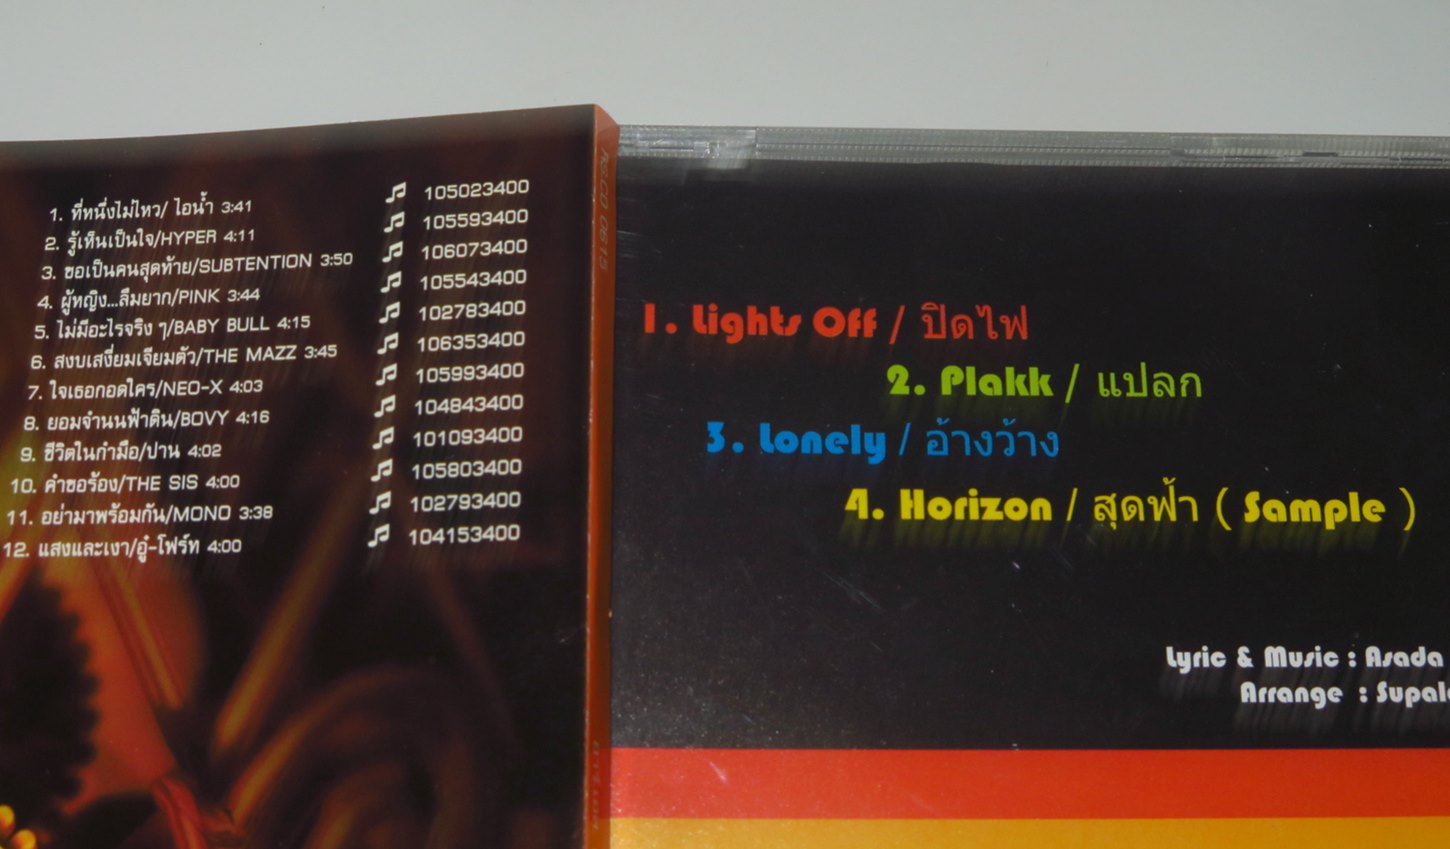 1. ที่หนึ่งไม่ไหว/ ไอน้ำ 3:41 105023400
2. รู้เห็นเป็นใจ/HYPER 4:11 105593400
3. ขอเป็นคนสุดท้าย/SUBTENTION 3:50 106073400
4. ผู้หญิง...ลืมยาก/PINK 3:44 105543400
5. ไม่มีอะไรจริง ๆ/BABY BULL 4:15 102783400
6. สงบเสงี่ยมเจียมตัว/THE MAZZ 3:45 106353400
7. ใจเธอกอดใคร/NEO-X 4:03 105993400
8. ยอมจำนนฟ้าดิน/BOVY 4:16 104843400
9. ชีวิตในกำมือ/ปาน 4:02 101093400
10. คำขอร้อง/THE SIS 4:00 105803400
11. อย่ามาพร้อมกัน/MONO 3:38 102793400
12. แสงและเงา/อู๋-โฟร์ท 4:00 104153400
1. Lights Off / ปิดไฟ
2. Plakk / แปลก
3. Lonely / อ้างว้าง
4. Horizon / สุดฟ้า ( Sample )
Lyric & Music : Asada
Arrange :